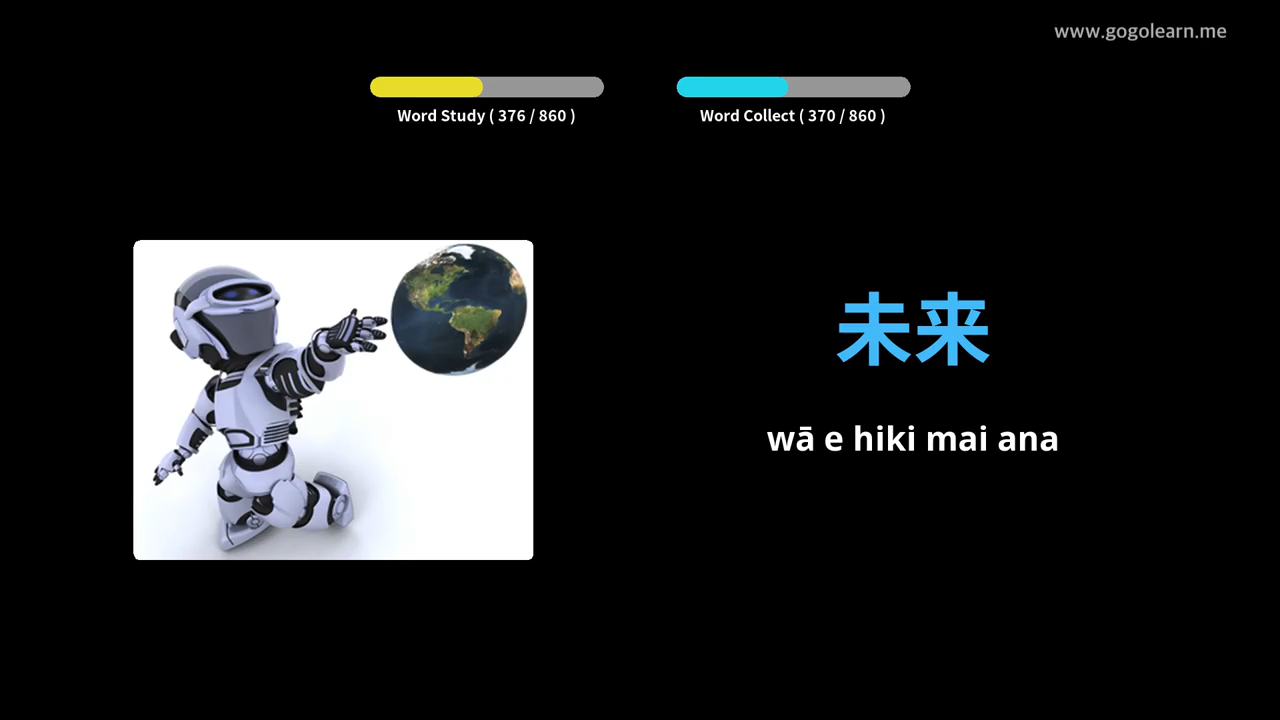 www.gogolearn.me
Word Study ( 376 / 860 )
Word Collect ( 370 / 860 )
未来
wā e hiki mai ana